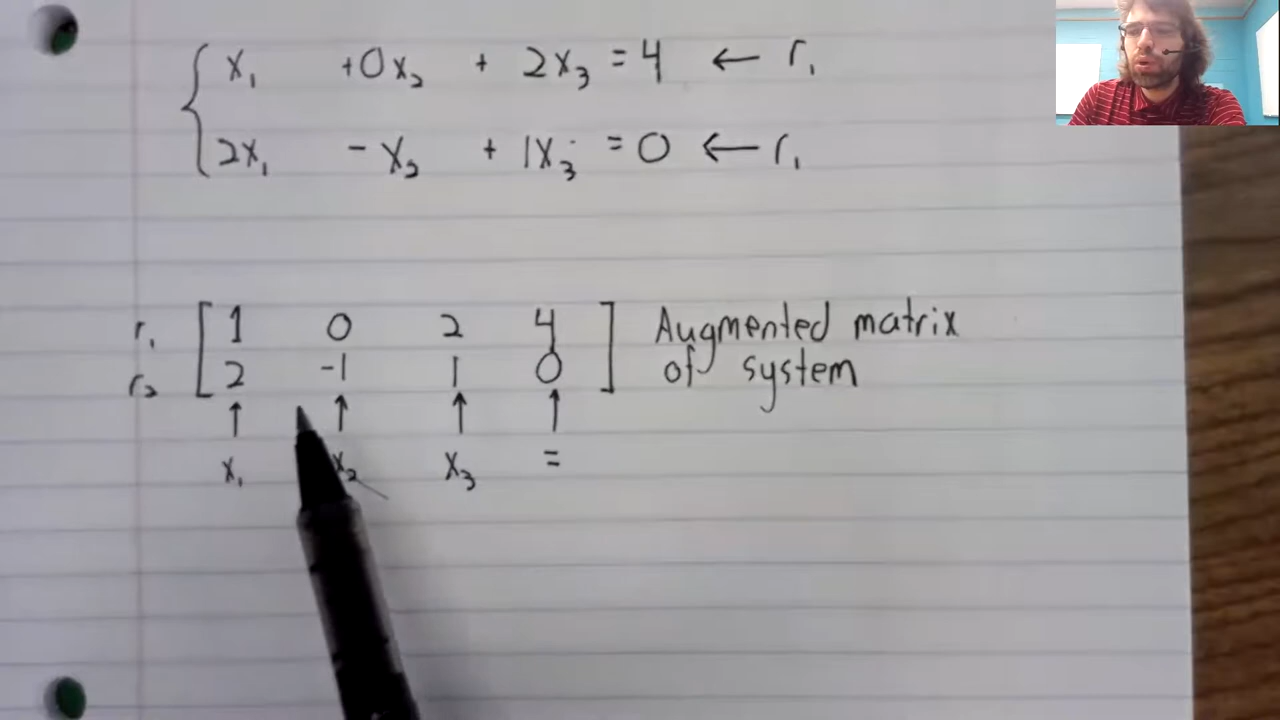 x₁ +0x₂ + 2x₃ = 4 ← r₁
2x₁ - x₂ + 1x₃ = 0 ← r₁
r₁ [ 1 0 2 4 ] Augmented matrix
r₂ [ 2 -1 1 0 ] of system
↑ ↑ ↑ ↑
x₁ x₂ x₃ =